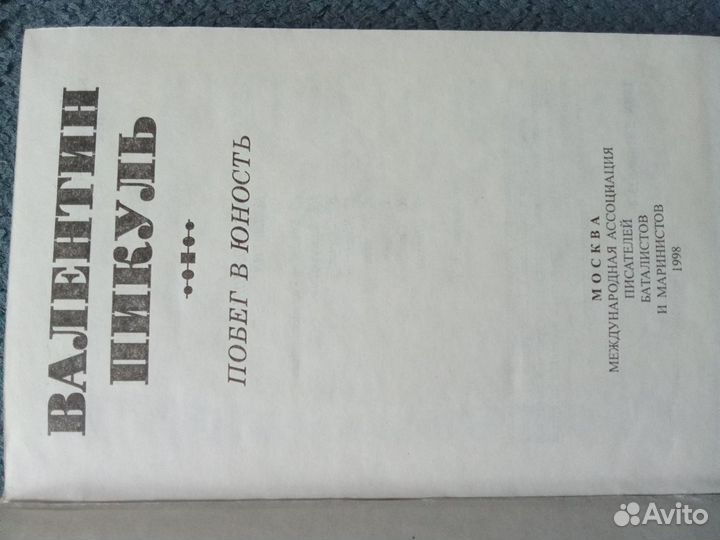 ВАЛЕНТИН
ПИКУЛЬ
ПОБЕГ В ЮНОСТЬ
МОСКВА
МЕЖДУНАРОДНАЯ АССОЦИАЦИЯ
ПИСАТЕЛЕЙ
БАТАЛИСТОВ
И МАРИНИСТОВ
1998
Avito